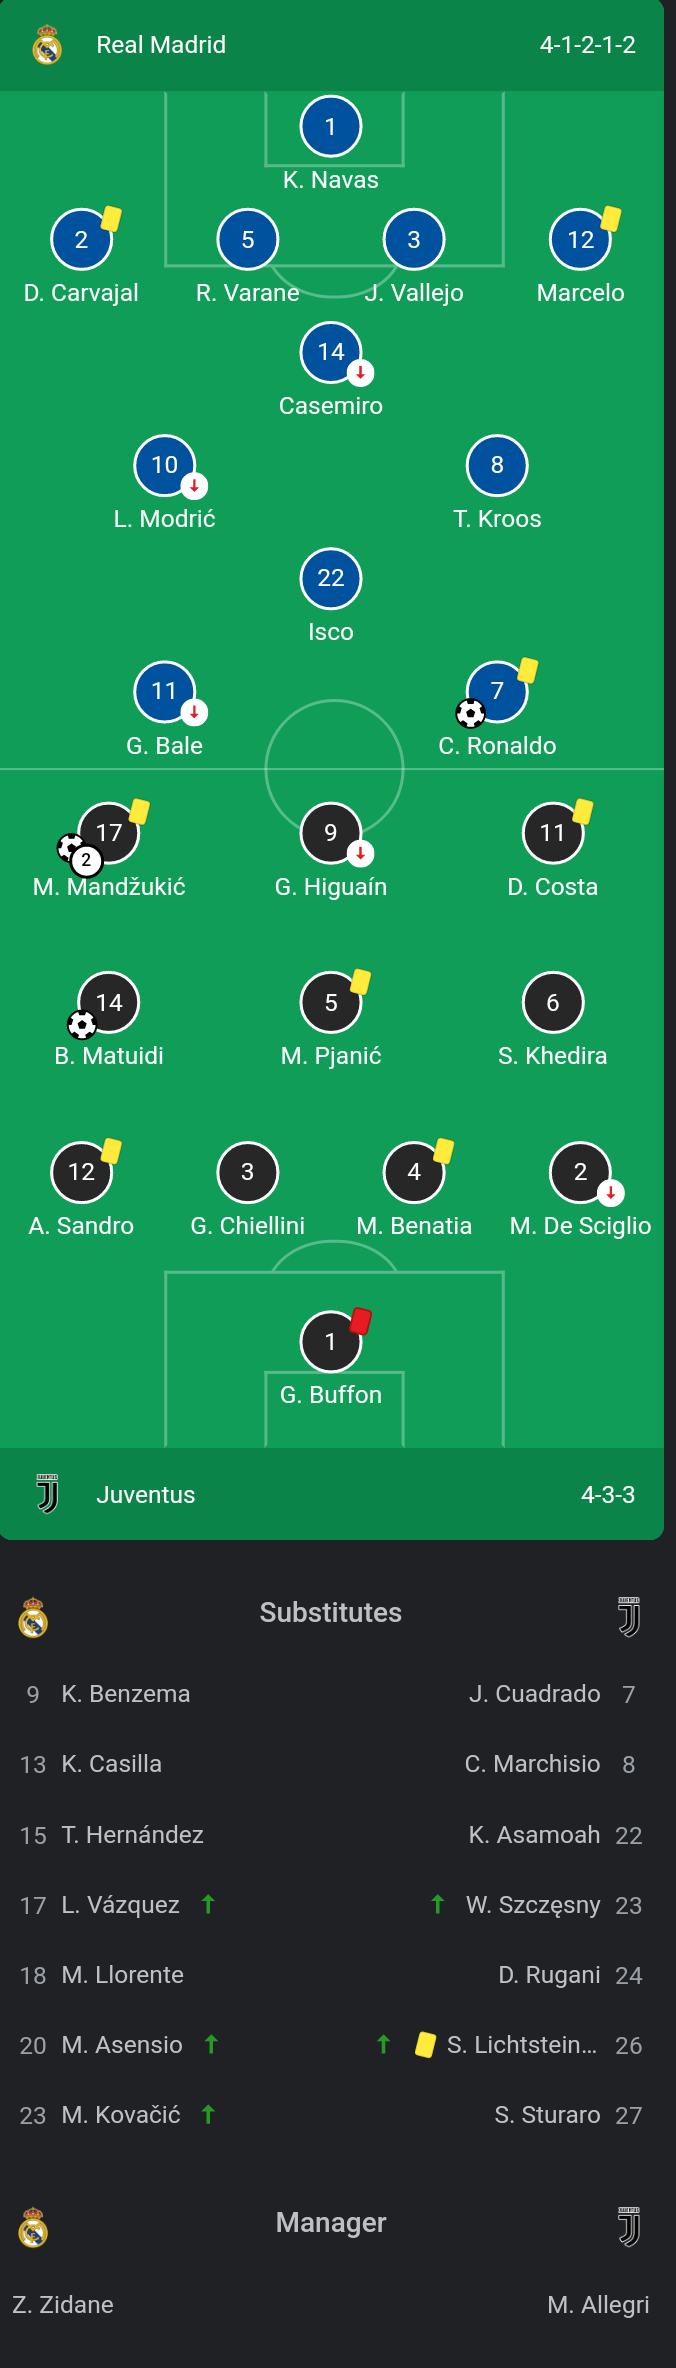 Real Madrid 4-1-2-1-2
1
K. Navas
2 5 3 12
D. Carvajal R. Varane J. Vallejo Marcelo
14
Casemiro
10 8
L. Modrić T. Kroos
22
Isco
11 7
G. Bale C. Ronaldo
17 9 11
2
M. Mandžukić G. Higuaín D. Costa
14 5 6
B. Matuidi M. Pjanić S. Khedira
12 3 4 2
A. Sandro G. Chiellini M. Benatia M. De Sciglio
1
G. Buffon
Juventus 4-3-3
Substitutes
9 K. Benzema J. Cuadrado 7
13 K. Casilla C. Marchisio 8
15 T. Hernández K. Asamoah 22
17 L. Vázquez W. Szczęsny 23
18 M. Llorente D. Rugani 24
20 M. Asensio S. Lichtstein... 26
23 M. Kovačić S. Sturaro 27
Manager
Z. Zidane M. Allegri